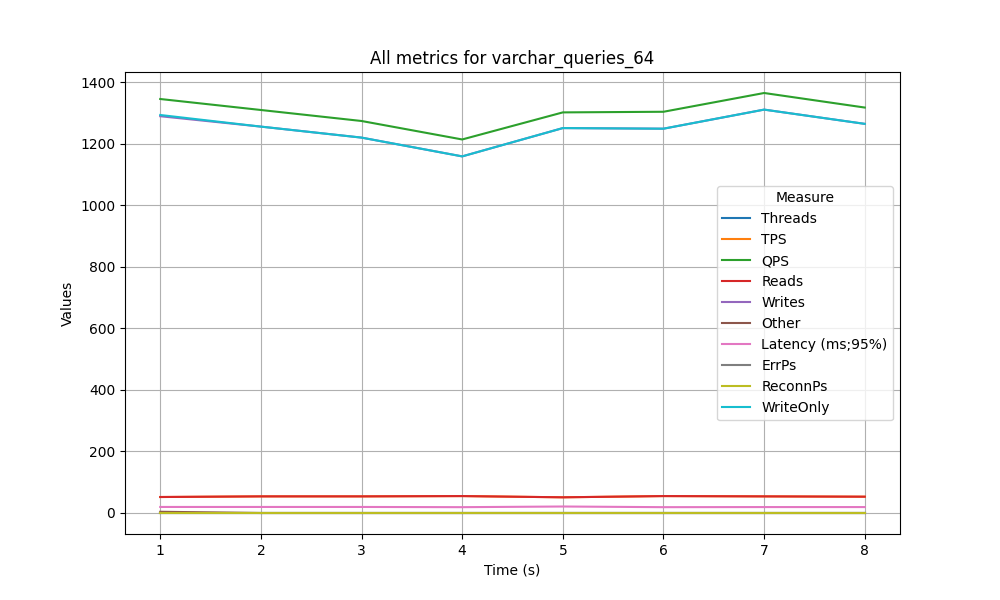 All metrics for varchar_queries_64
1400
1200
1000
800
600
400
200
0
Values
Measure
Threads
TPS
QPS
Reads
Writes
Other
Latency (ms;95%)
ErrPs
ReconnPs
WriteOnly
1 2 3 4 5 6 7 8
Time (s)